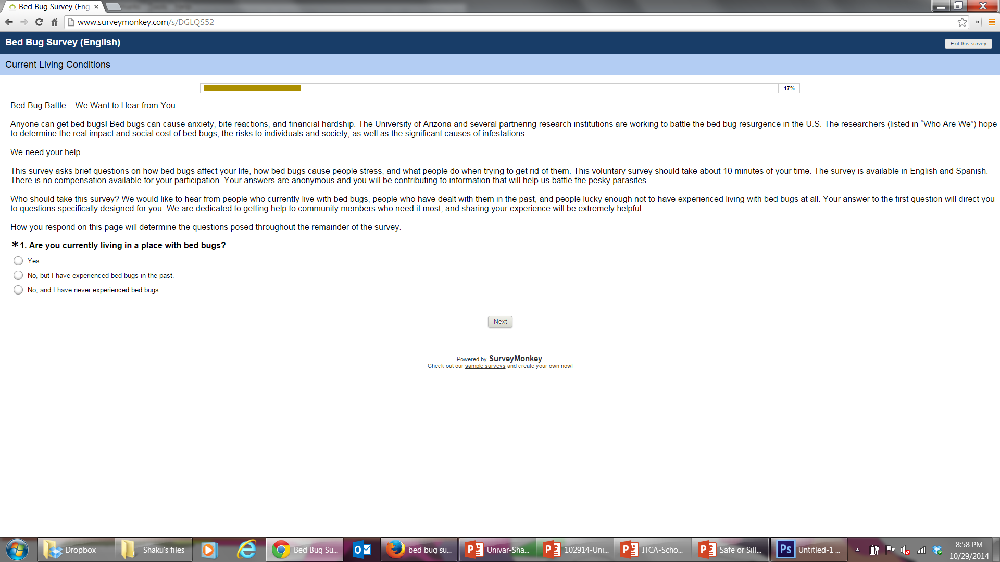 Bed Bug Survey (Eng
www.surveymonkey.com/s/DGLQS52
Bed Bug Survey (English)
Exit this survey
Current Living Conditions
17%
Bed Bug Battle – We Want to Hear from You
Anyone can get bed bugs! Bed bugs can cause anxiety, bite reactions, and financial hardship. The University of Arizona and several partnering research institutions are working to battle the bed bug resurgence in the U.S. The researchers (listed in “Who Are We”) hope
to determine the real impact and social cost of bed bugs, the risks to individuals and society, as well as the significant causes of infestations.
We need your help.
This survey asks brief questions on how bed bugs affect your life, how bed bugs cause people stress, and what people do when trying to get rid of them. This voluntary survey should take about 10 minutes of your time. The survey is available in English and Spanish.
There is no compensation available for your participation. Your answers are anonymous and you will be contributing to information that will help us battle the pesky parasites.
Who should take this survey? We would like to hear from people who currently live with bed bugs, people who have dealt with them in the past, and people lucky enough not to have experienced living with bed bugs at all. Your answer to the first question will direct you
to questions specifically designed for you. We are dedicated to getting help to community members who need it most, and sharing your experience will be extremely helpful.
How you respond on this page will determine the questions posed throughout the remainder of the survey.
*1. Are you currently living in a place with bed bugs?
Yes.
No, but I have experienced bed bugs in the past.
No, and I have never experienced bed bugs.
Next
Powered by SurveyMonkey
Check out our sample surveys and create your own now!
Dropbox
Shaku's files
Bed Bug Su...
bed bug su...
Univar-Sha...
102914-Uni...
ITCA-Scho...
Safe or Sill...
Ps Untitled-1 ...
8:58 PM
10/29/2014